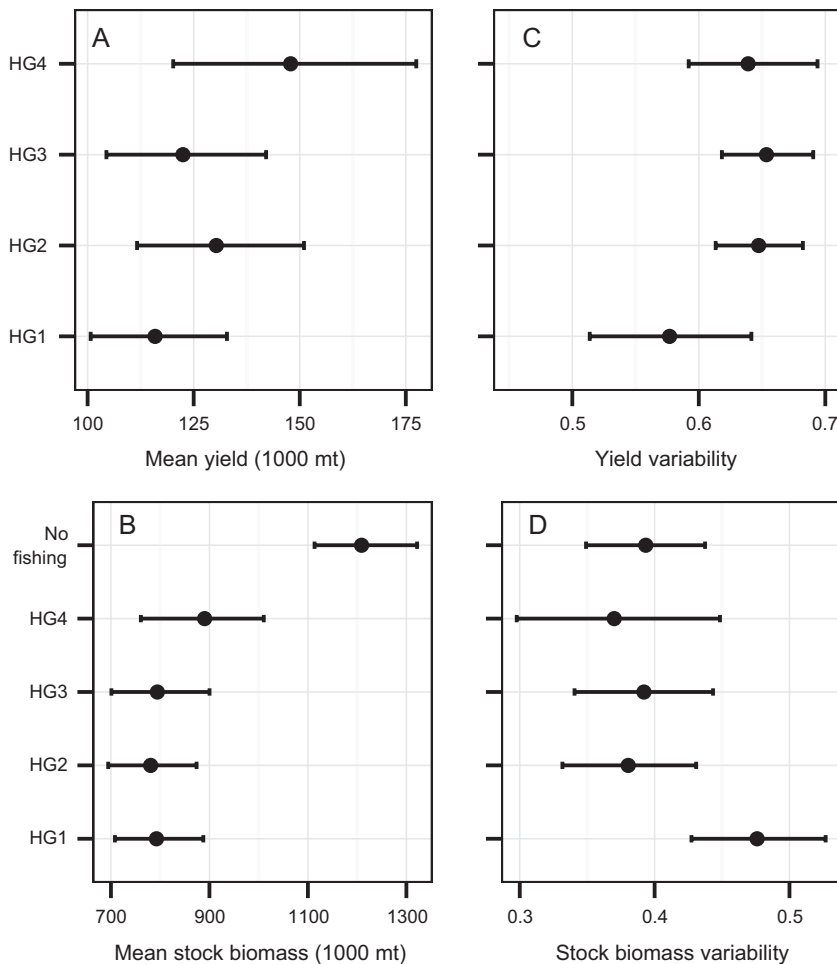 A
C
HG4
HG3
HG2
HG1
100 125 150 175
0.5 0.6 0.7
Mean yield (1000 mt)
Yield variability
B
D
No
fishing
HG4
HG3
HG2
HG1
700 900 1100 1300
0.3 0.4 0.5
Mean stock biomass (1000 mt)
Stock biomass variability